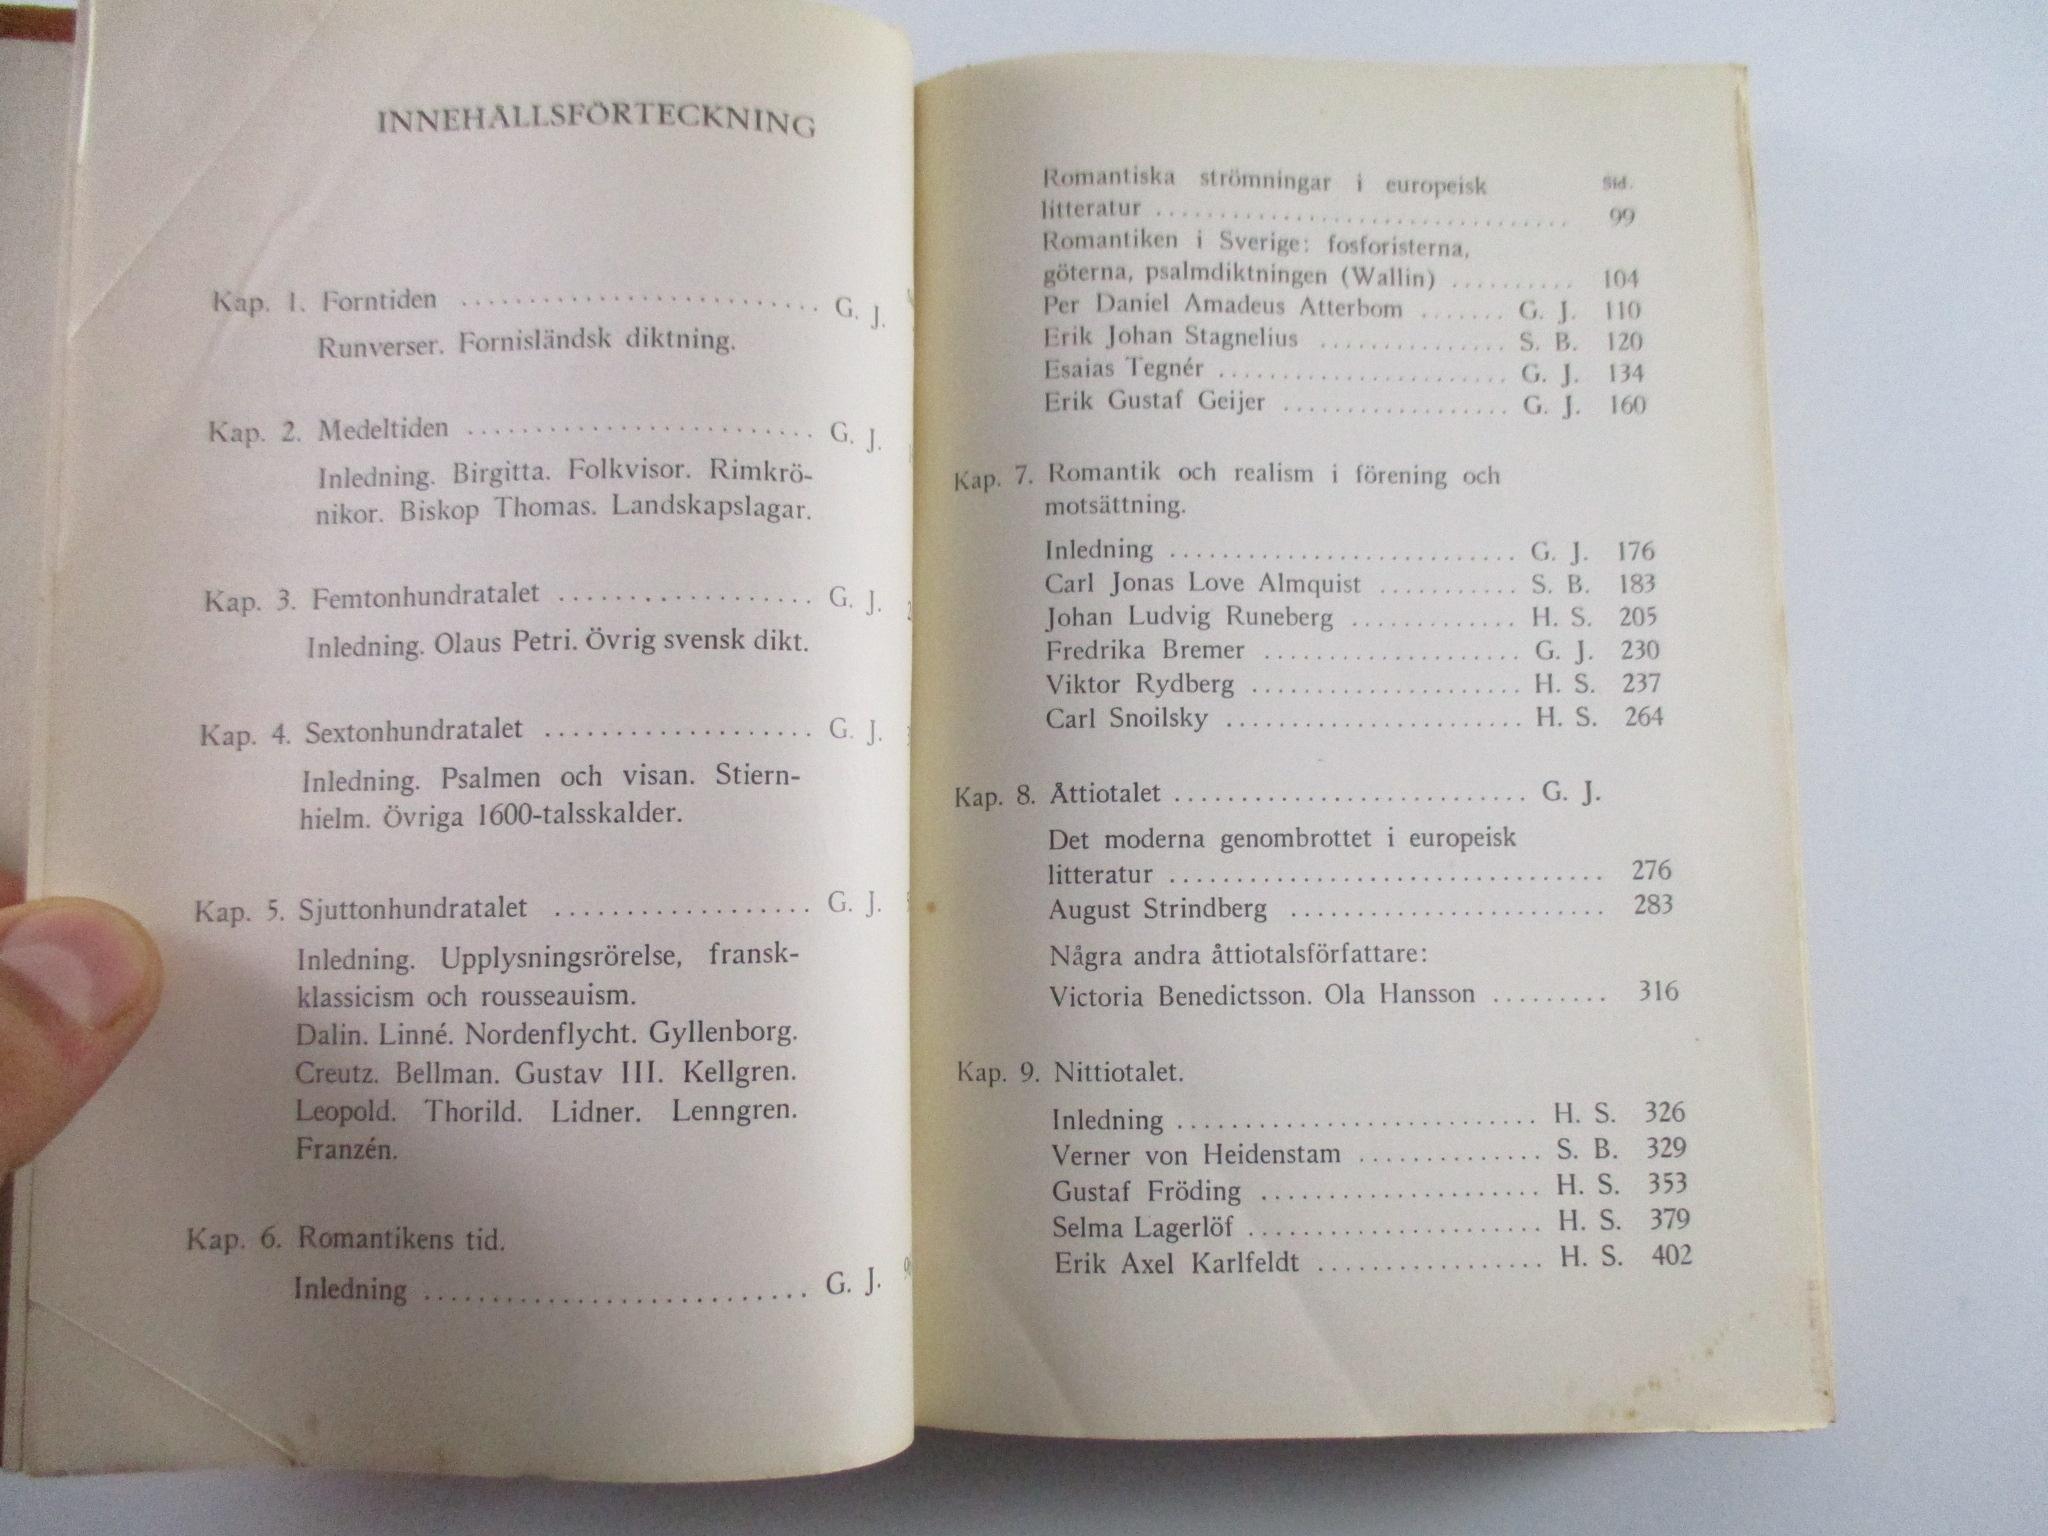 INNEHÅLLSFÖRTECKNING
Kap. 1. Forntiden .............................. G. J.
Runverser. Fornisländsk diktning.
Kap. 2. Medeltiden .............................. G. J.
Inledning. Birgitta. Folkvisor. Rimkrö-
nikor. Biskop Thomas. Landskapslagar.
Kap. 3. Femtonhundratalet ................... G. J.
Inledning. Olaus Petri. Övrig svensk dikt.
Kap. 4. Sextonhundratalet .................... G. J.
Inledning. Psalmen och visan. Stiern-
hielm. Övriga 1600-talsskalder.
Kap. 5. Sjuttonhundratalet ................... G. J.
Inledning. Upplysningsrörelse, fransk-
klassicism och rousseauism.
Dalin. Linné. Nordenflycht. Gyllenborg.
Creutz. Bellman. Gustav III. Kellgren.
Leopold. Thorild. Lidner. Lenngren.
Franzén.
Kap. 6. Romantikens tid.
Inledning ............................. G. J.
Sid.
Romantiska strömningar i europeisk
litteratur ................................. 99
Romantiken i Sverige: fosforisterna,
göterna, psalmdiktningen (Wallin) .......... 104
Per Daniel Amadeus Atterbom ....... G. J. 110
Erik Johan Stagnelius ............... S. B. 120
Esaias Tegnér ........................ G. J. 134
Erik Gustaf Geijer .................. G. J. 160
Kap. 7. Romantik och realism i förening och
motsättning.
Inledning .......................... G. J. 176
Carl Jonas Love Almquist ........... S. B. 183
Johan Ludvig Runeberg ............. H. S. 205
Fredrika Bremer .................... G. J. 230
Viktor Rydberg ..................... H. S. 237
Carl Snoilsky ....................... H. S. 264
Kap. 8. Åttiotalet ........................... G. J.
Det moderna genombrottet i europeisk
litteratur ................................. 276
August Strindberg ........................ 283
Några andra åttiotalsförfattare:
Victoria Benedictsson. Ola Hansson ......... 316
Kap. 9. Nittiotalet.
Inledning ........................... H. S. 326
Verner von Heidenstam .............. S. B. 329
Gustaf Fröding ..................... H. S. 353
Selma Lagerlöf ...................... H. S. 379
Erik Axel Karlfeldt ................. H. S. 402